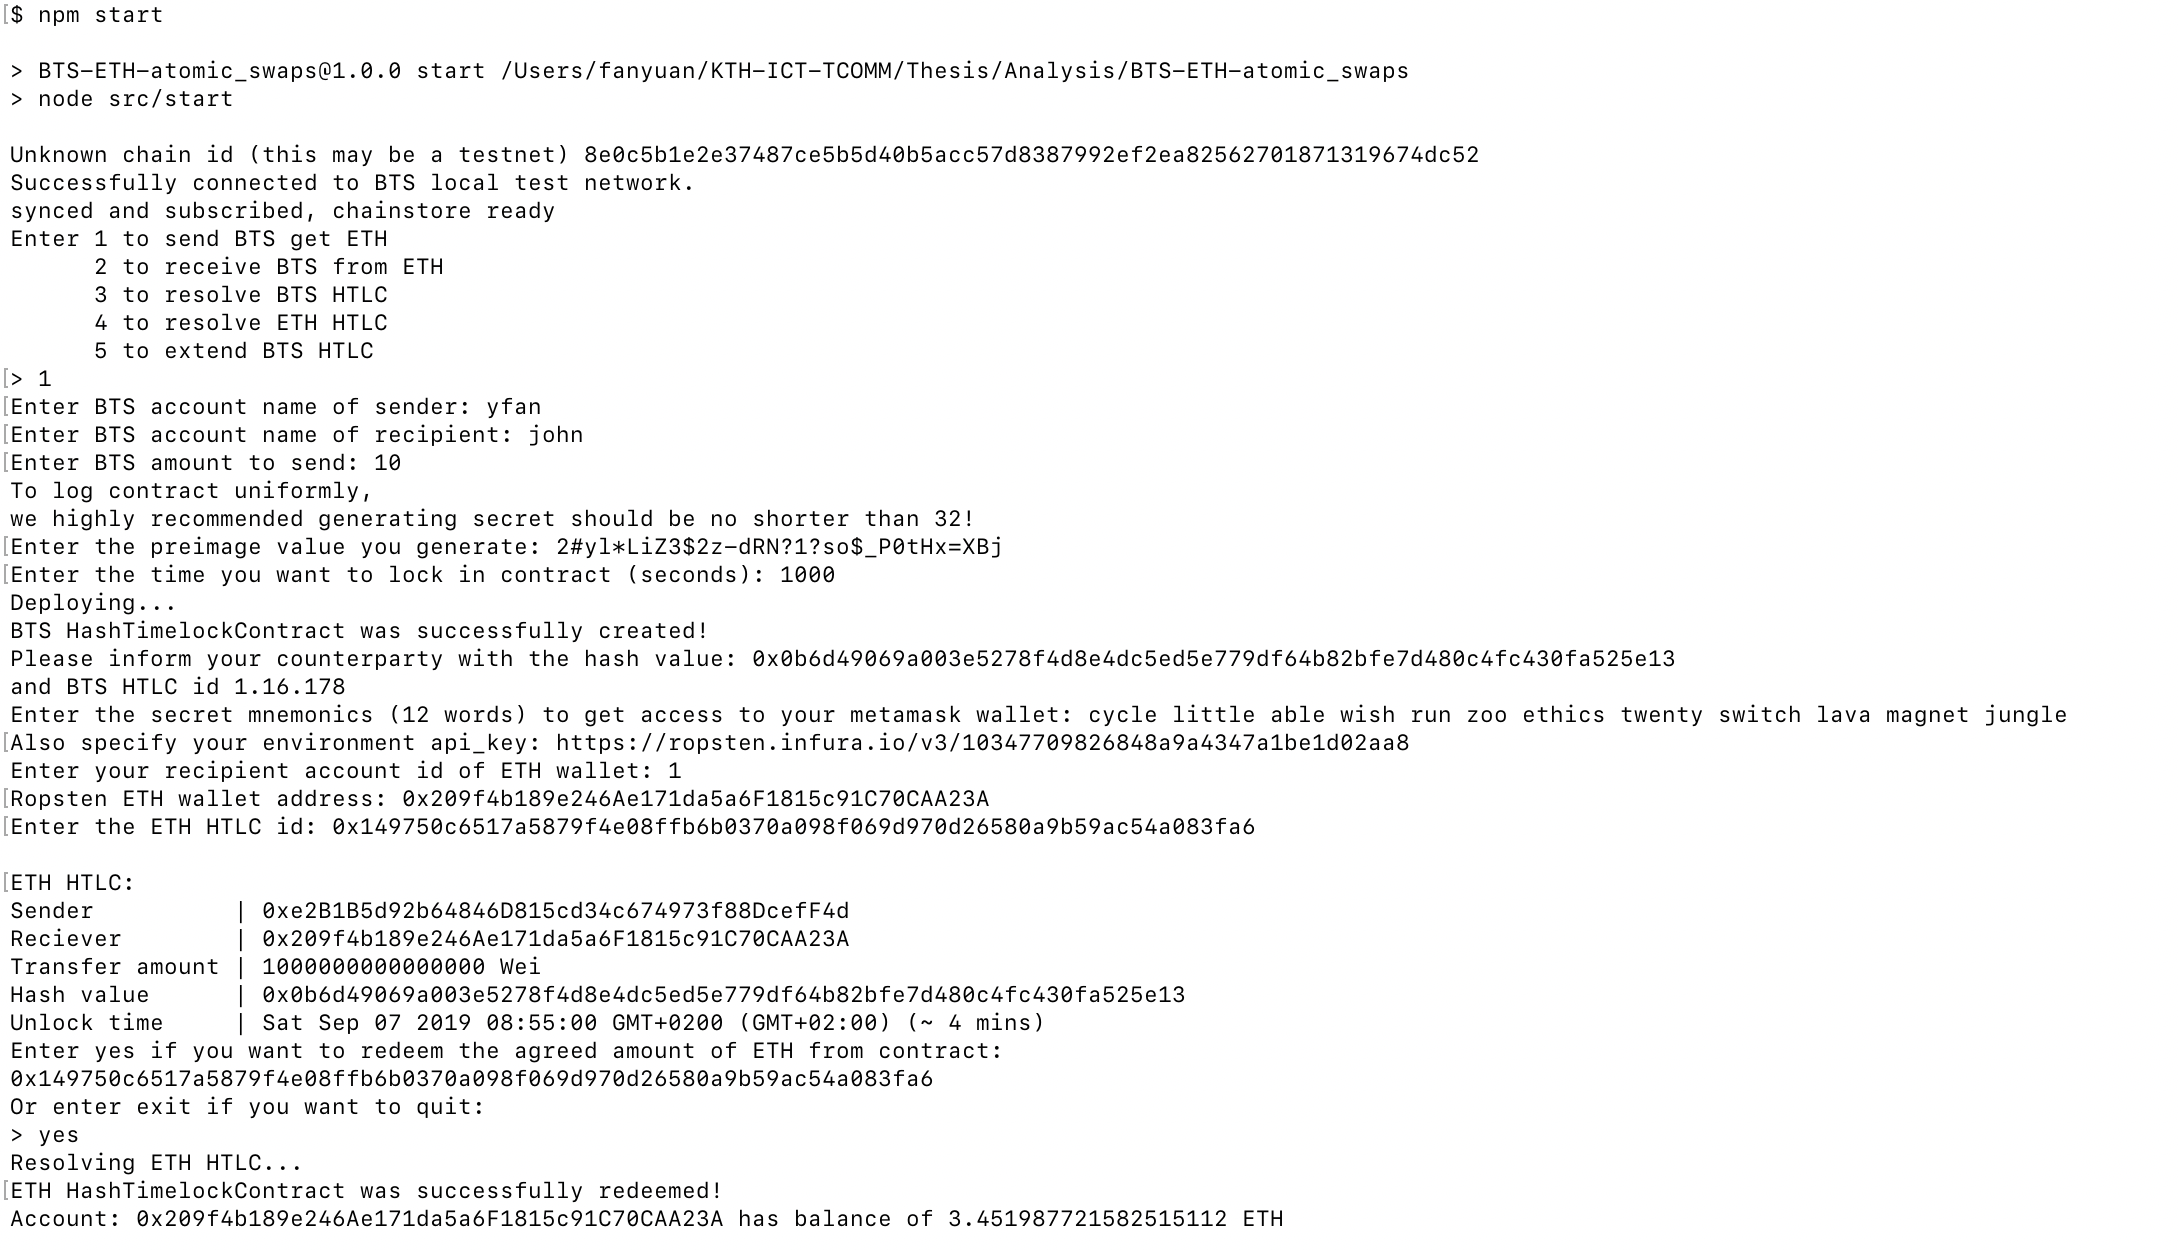 $ npm start
> BTS-ETH-atomic_swaps@1.0.0 start /Users/fanyuan/KTH-ICT-TCOMM/Thesis/Analysis/BTS-ETH-atomic_swaps
> node src/start
Unknown chain id (this may be a testnet) 8e0c5b1e2e37487ce5b5d40b5acc57d8387992ef2ea82562701871319674dc52
Successfully connected to BTS local test network.
synced and subscribed, chainstore ready
Enter 1 to send BTS get ETH
2 to receive BTS from ETH
3 to resolve BTS HTLC
4 to resolve ETH HTLC
5 to extend BTS HTLC
> 1
Enter BTS account name of sender: yfan
Enter BTS account name of recipient: john
Enter BTS amount to send: 10
To log contract uniformly,
we highly recommended generating secret should be no shorter than 32!
Enter the preimage value you generate: 2#yl*LiZ3$2z-dRN?1?so$_P0tHx=XBj
Enter the time you want to lock in contract (seconds): 1000
Deploying...
BTS HashTimelockContract was successfully created!
Please inform your counterparty with the hash value: 0x0b6d49069a003e5278f4d8e4dc5ed5e779df64b82bfe7d480c4fc430fa525e13
and BTS HTLC id 1.16.178
Enter the secret mnemonics (12 words) to get access to your metamask wallet: cycle little able wish run zoo ethics twenty switch lava magnet jungle
Also specify your environment api_key: https://ropsten.infura.io/v3/10347709826848a9a4347a1be1d02aa8
Enter your recipient account id of ETH wallet: 1
Ropsten ETH wallet address: 0x209f4b189e246Ae171da5a6F1815c91C70CAA23A
Enter the ETH HTLC id: 0x149750c6517a5879f4e08ffb6b0370a098f069d970d26580a9b59ac54a083fa6
ETH HTLC:
Sender | 0xe2B1B5d92b64846D815cd34c674973f88DcefF4d
Reciever | 0x209f4b189e246Ae171da5a6F1815c91C70CAA23A
Transfer amount | 1000000000000000 Wei
Hash value | 0x0b6d49069a003e5278f4d8e4dc5ed5e779df64b82bfe7d480c4fc430fa525e13
Unlock time | Sat Sep 07 2019 08:55:00 GMT+0200 (GMT+02:00) (~ 4 mins)
Enter yes if you want to redeem the agreed amount of ETH from contract:
0x149750c6517a5879f4e08ffb6b0370a098f069d970d26580a9b59ac54a083fa6
Or enter exit if you want to quit:
> yes
Resolving ETH HTLC...
ETH HashTimelockContract was successfully redeemed!
Account: 0x209f4b189e246Ae171da5a6F1815c91C70CAA23A has balance of 3.451987721582515112 ETH